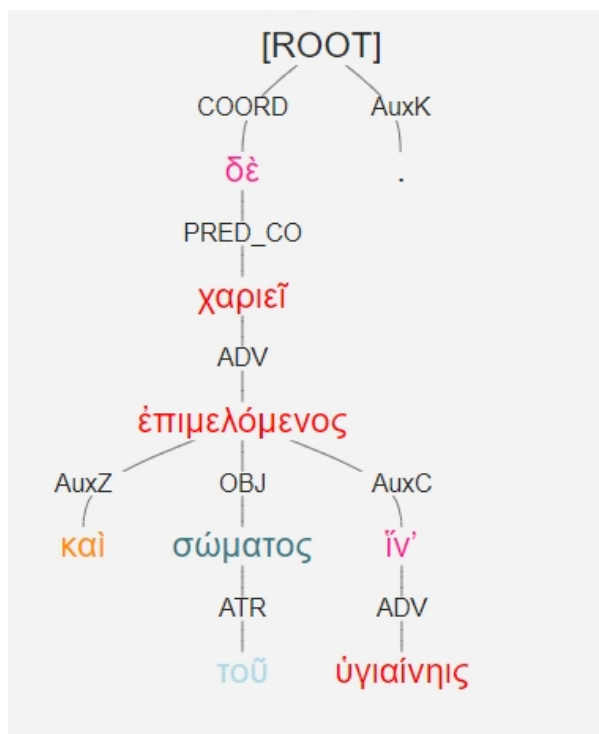 [ROOT]
COORD AuxK
δὲ .
PRED_CO
χαριεῖ
ADV
ἐπιμελόμενος
AuxZ OBJ AuxC
καὶ σώματος ἵν’
ATR ADV
τοῦ ὑγιαίνηις